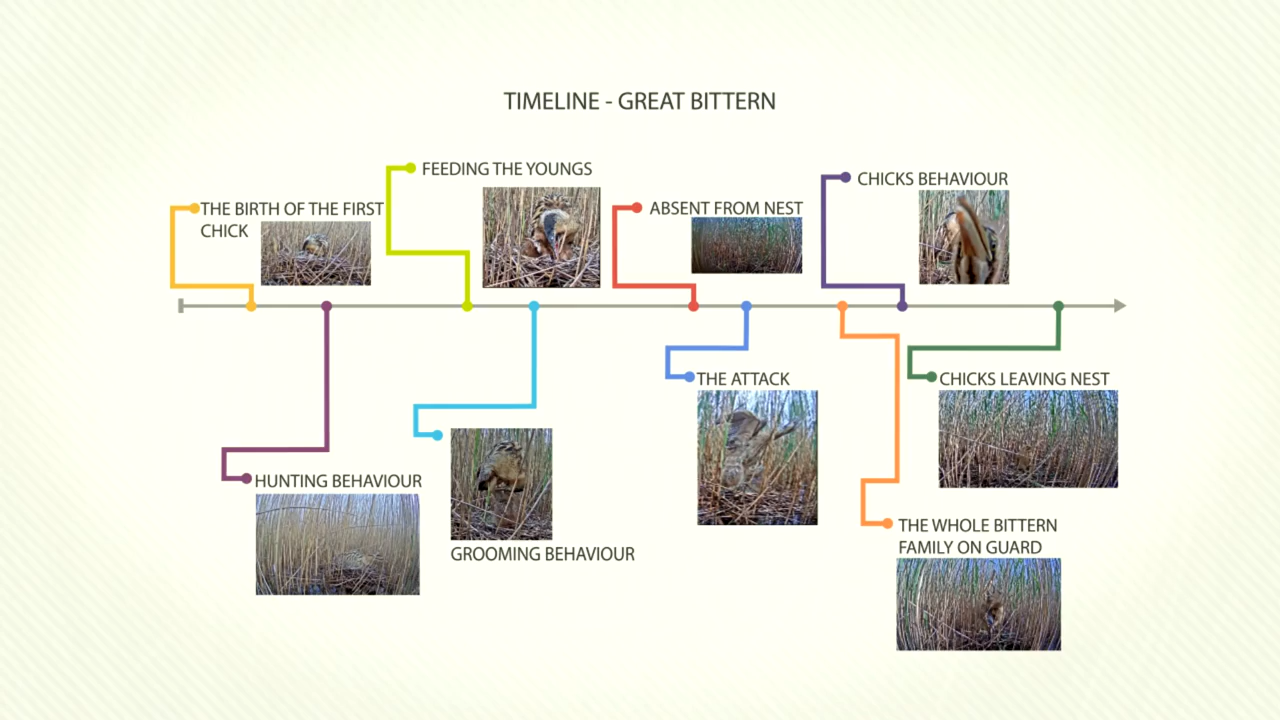 TIMELINE - GREAT BITTERN
THE BIRTH OF THE FIRST
CHICK
FEEDING THE YOUNGS
ABSENT FROM NEST
CHICKS BEHAVIOUR
HUNTING BEHAVIOUR
GROOMING BEHAVIOUR
THE ATTACK
CHICKS LEAVING NEST
THE WHOLE BITTERN
FAMILY ON GUARD